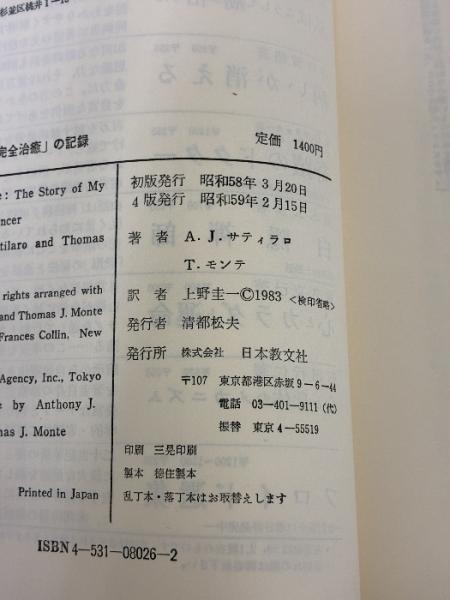 杉並区桃井1-1
完全治癒」の記録
定価 1400円
e : The Story of My
ncer
tilaro and Thomas
rights arranged with
and Thomas J. Monte
Frances Collin, New
Agency, Inc., Tokyo
e by Anthony J.
mas J. Monte
Printed in Japan
初版発行 昭和58年3月20日
4版発行 昭和59年2月15日
著者 A.J.サティラロ
T.モンテ
訳者 上野圭一©1983 <検印省略>
発行者 清都松夫
発行所 株式会社 日本教文社
〒107 東京都港区赤坂9-6-44
電話 03-401-9111(代)
振替 東京4-55519
印刷 三晃印刷
製本 徳住製本
乱丁本・落丁本はお取替えします
ISBN4-531-08026-2